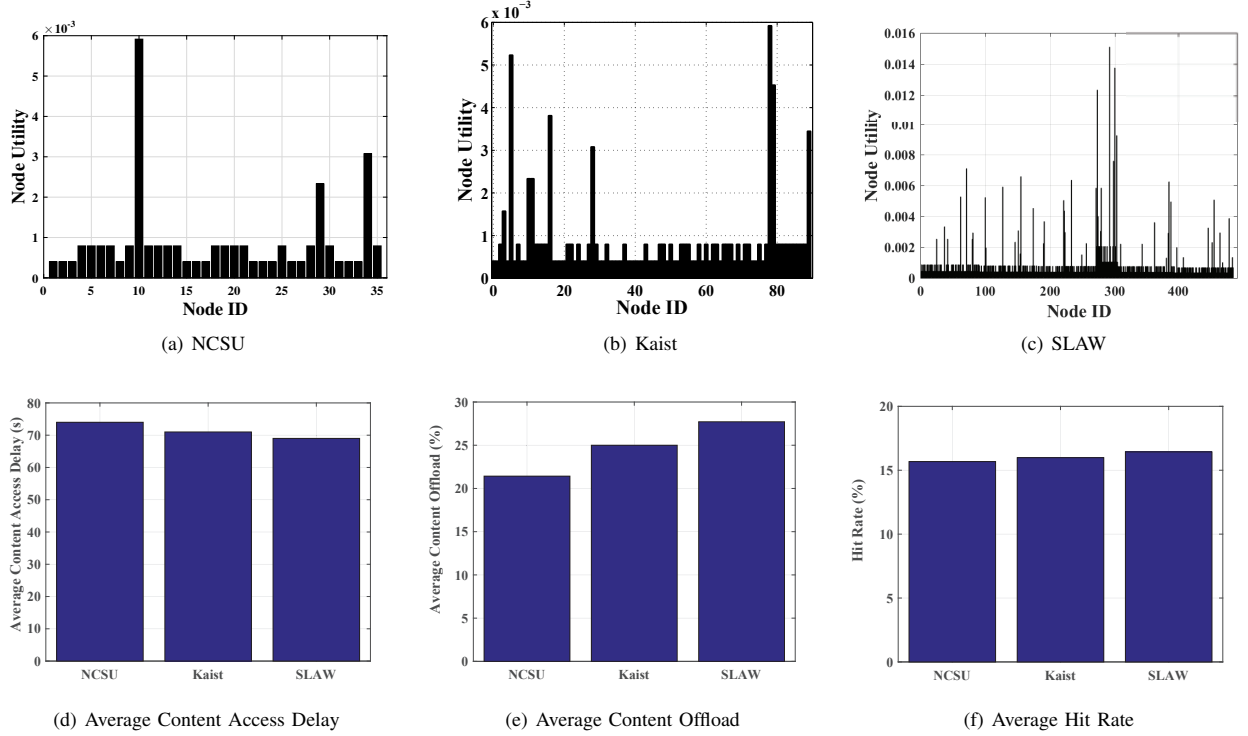 × 10⁻³
6
5
4
3
2
1
0
Node Utility
0 5 10 15 20 25 30 35
Node ID
(a) NCSU
x 10⁻³
6
5
4
3
2
1
0
Node Utility
0 20 40 60 80
Node ID
(b) Kaist
0.016
0.014
0.012
0.01
0.008
0.006
0.004
0.002
0
Node Utility
0 100 200 300 400
Node ID
(c) SLAW
80
70
60
50
40
30
20
10
0
Average Content Access Delay (s)
NCSU Kaist SLAW
(d) Average Content Access Delay
30
25
20
15
10
5
0
Average Content Offload (%)
NCSU Kaist SLAW
(e) Average Content Offload
20
15
10
5
0
Hit Rate (%)
NCSU Kaist SLAW
(f) Average Hit Rate